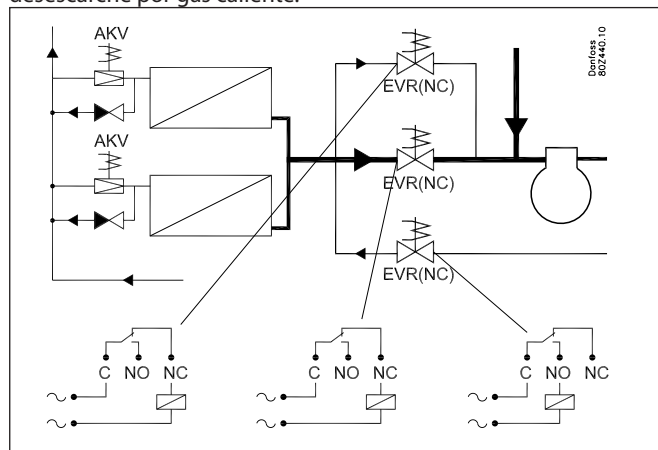 desescarche por gas caliente.
AKV
EVR(NC)
Danfoss
80Z440.10
AKV
EVR(NC)
EVR(NC)
C NO NC
C NO NC
C NO NC